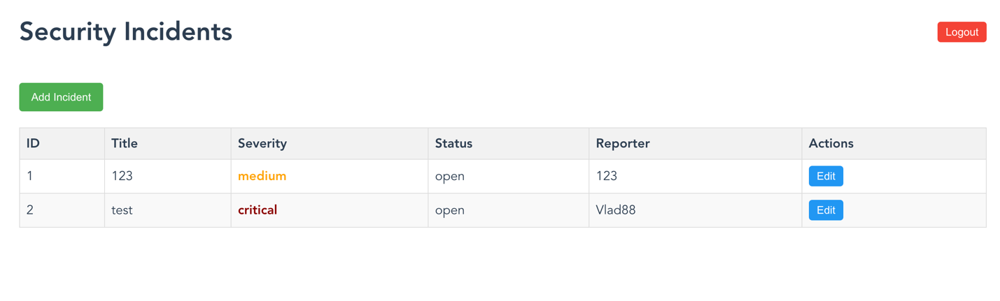 Security Incidents
Logout
Add Incident
ID Title Severity Status Reporter Actions
1 123 medium open 123 Edit
2 test critical open Vlad88 Edit